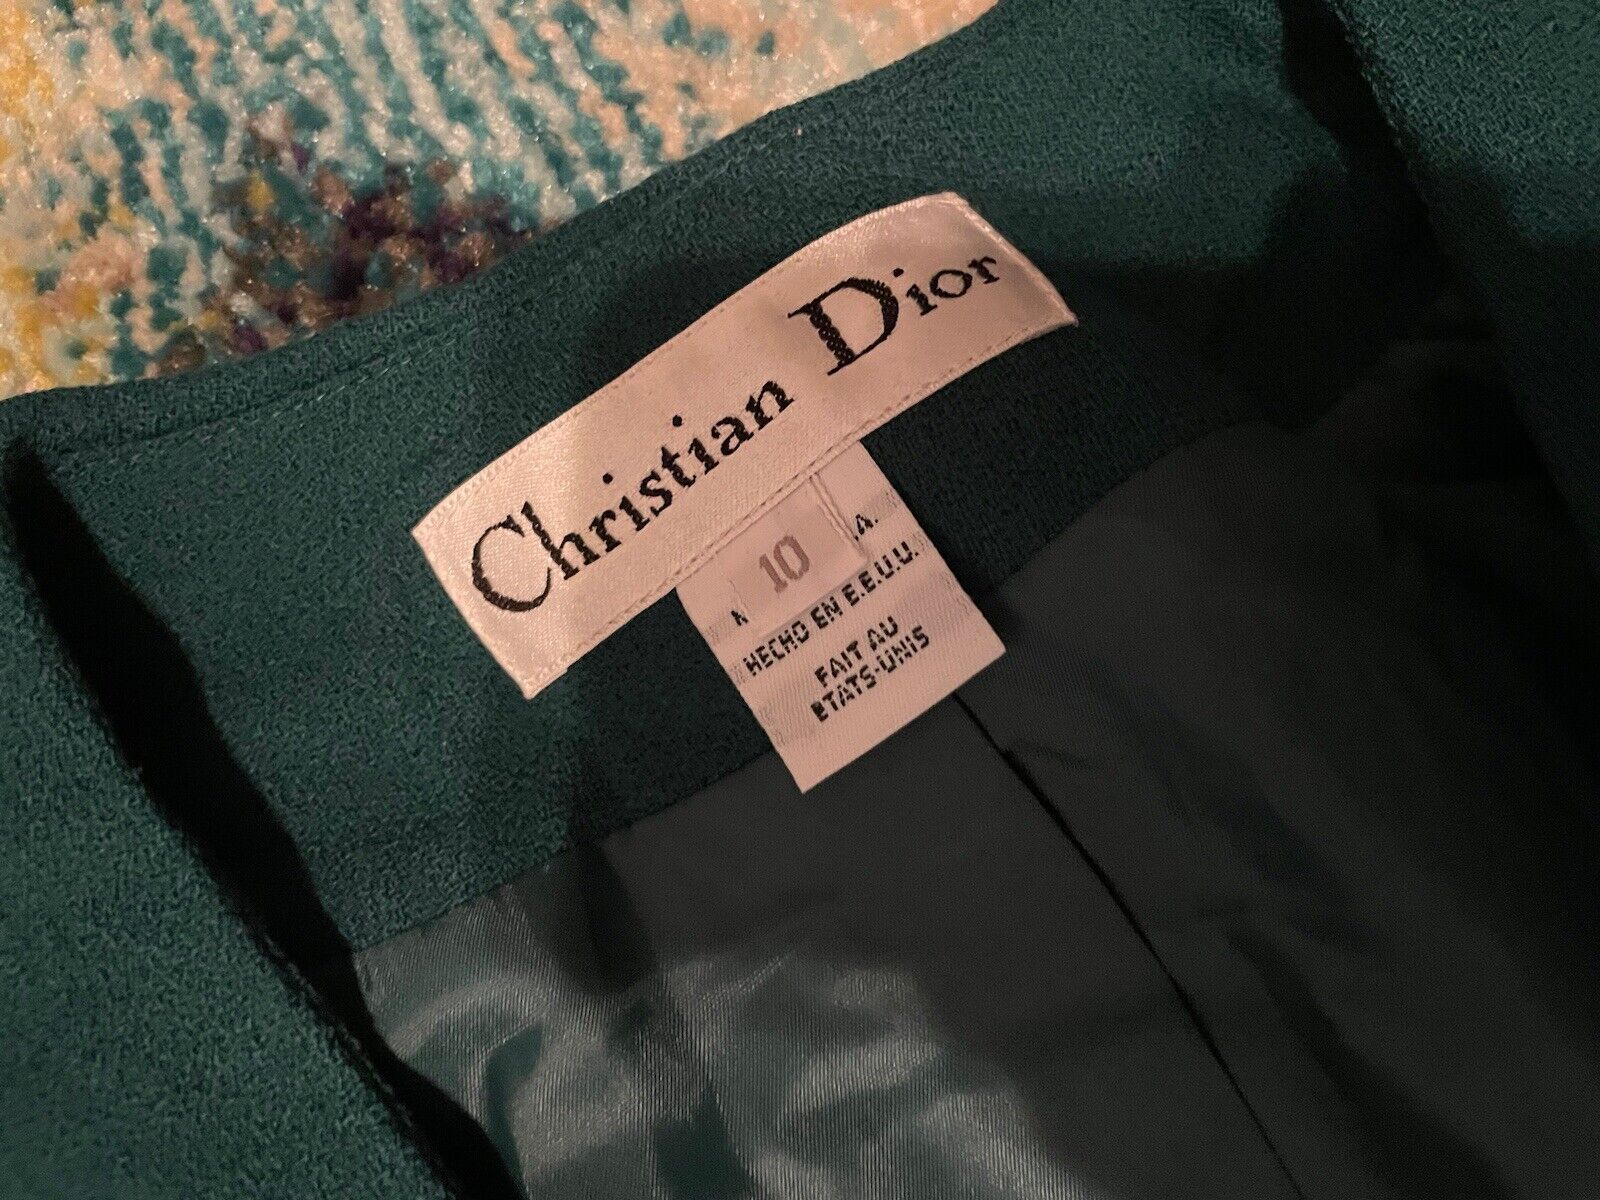 Christian Dior
10
A.
HECHO EN E.E.U.U.
FAIT AU
ETATS-UNIS